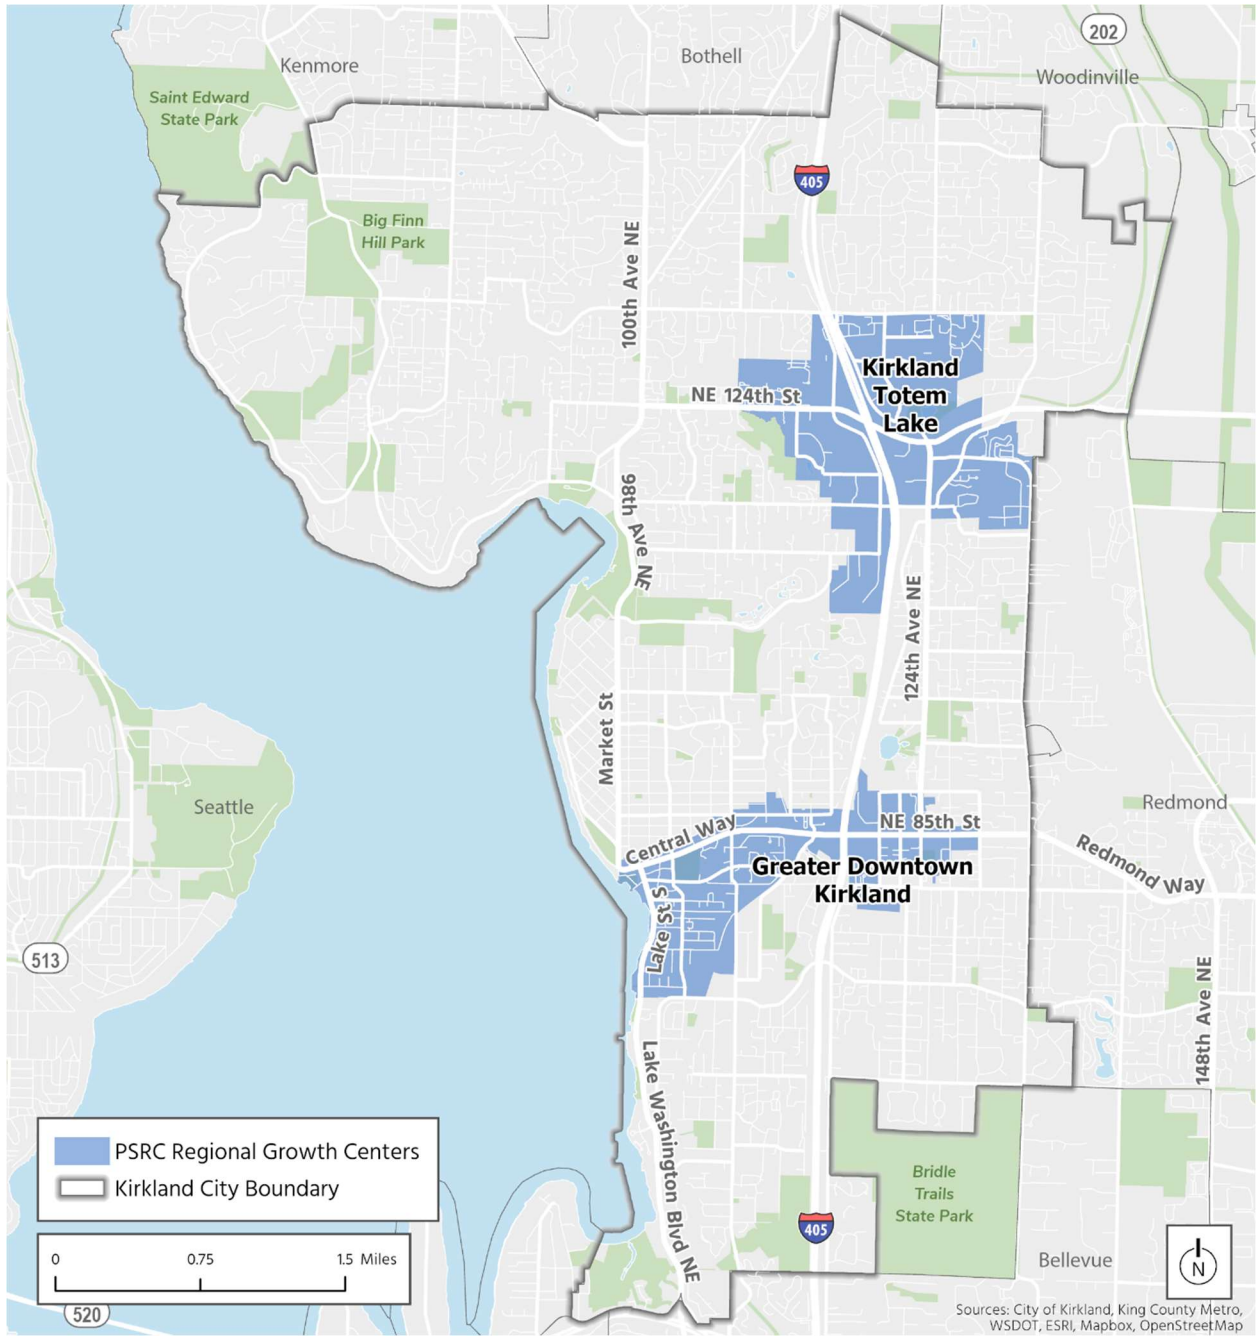 202
Kenmore
Bothell
Woodinville
Saint Edward
State Park
405
Big Finn
Hill Park
100th Ave NE
Kirkland
Totem
Lake
NE 124th St
98th Ave NE
124th Ave NE
Market St
Seattle
Redmond
NE 85th St
Central Way
Redmond Way
Greater Downtown
Kirkland
Lake St S
513
148th Ave NE
Lake Washington Blvd NE
PSRC Regional Growth Centers
Kirkland City Boundary
Bridle
Trails
State Park
405
Bellevue
N
0 0.75 1.5 Miles
520
Sources: City of Kirkland, King County Metro,
WSDOT, ESRI, Mapbox, OpenStreetMap